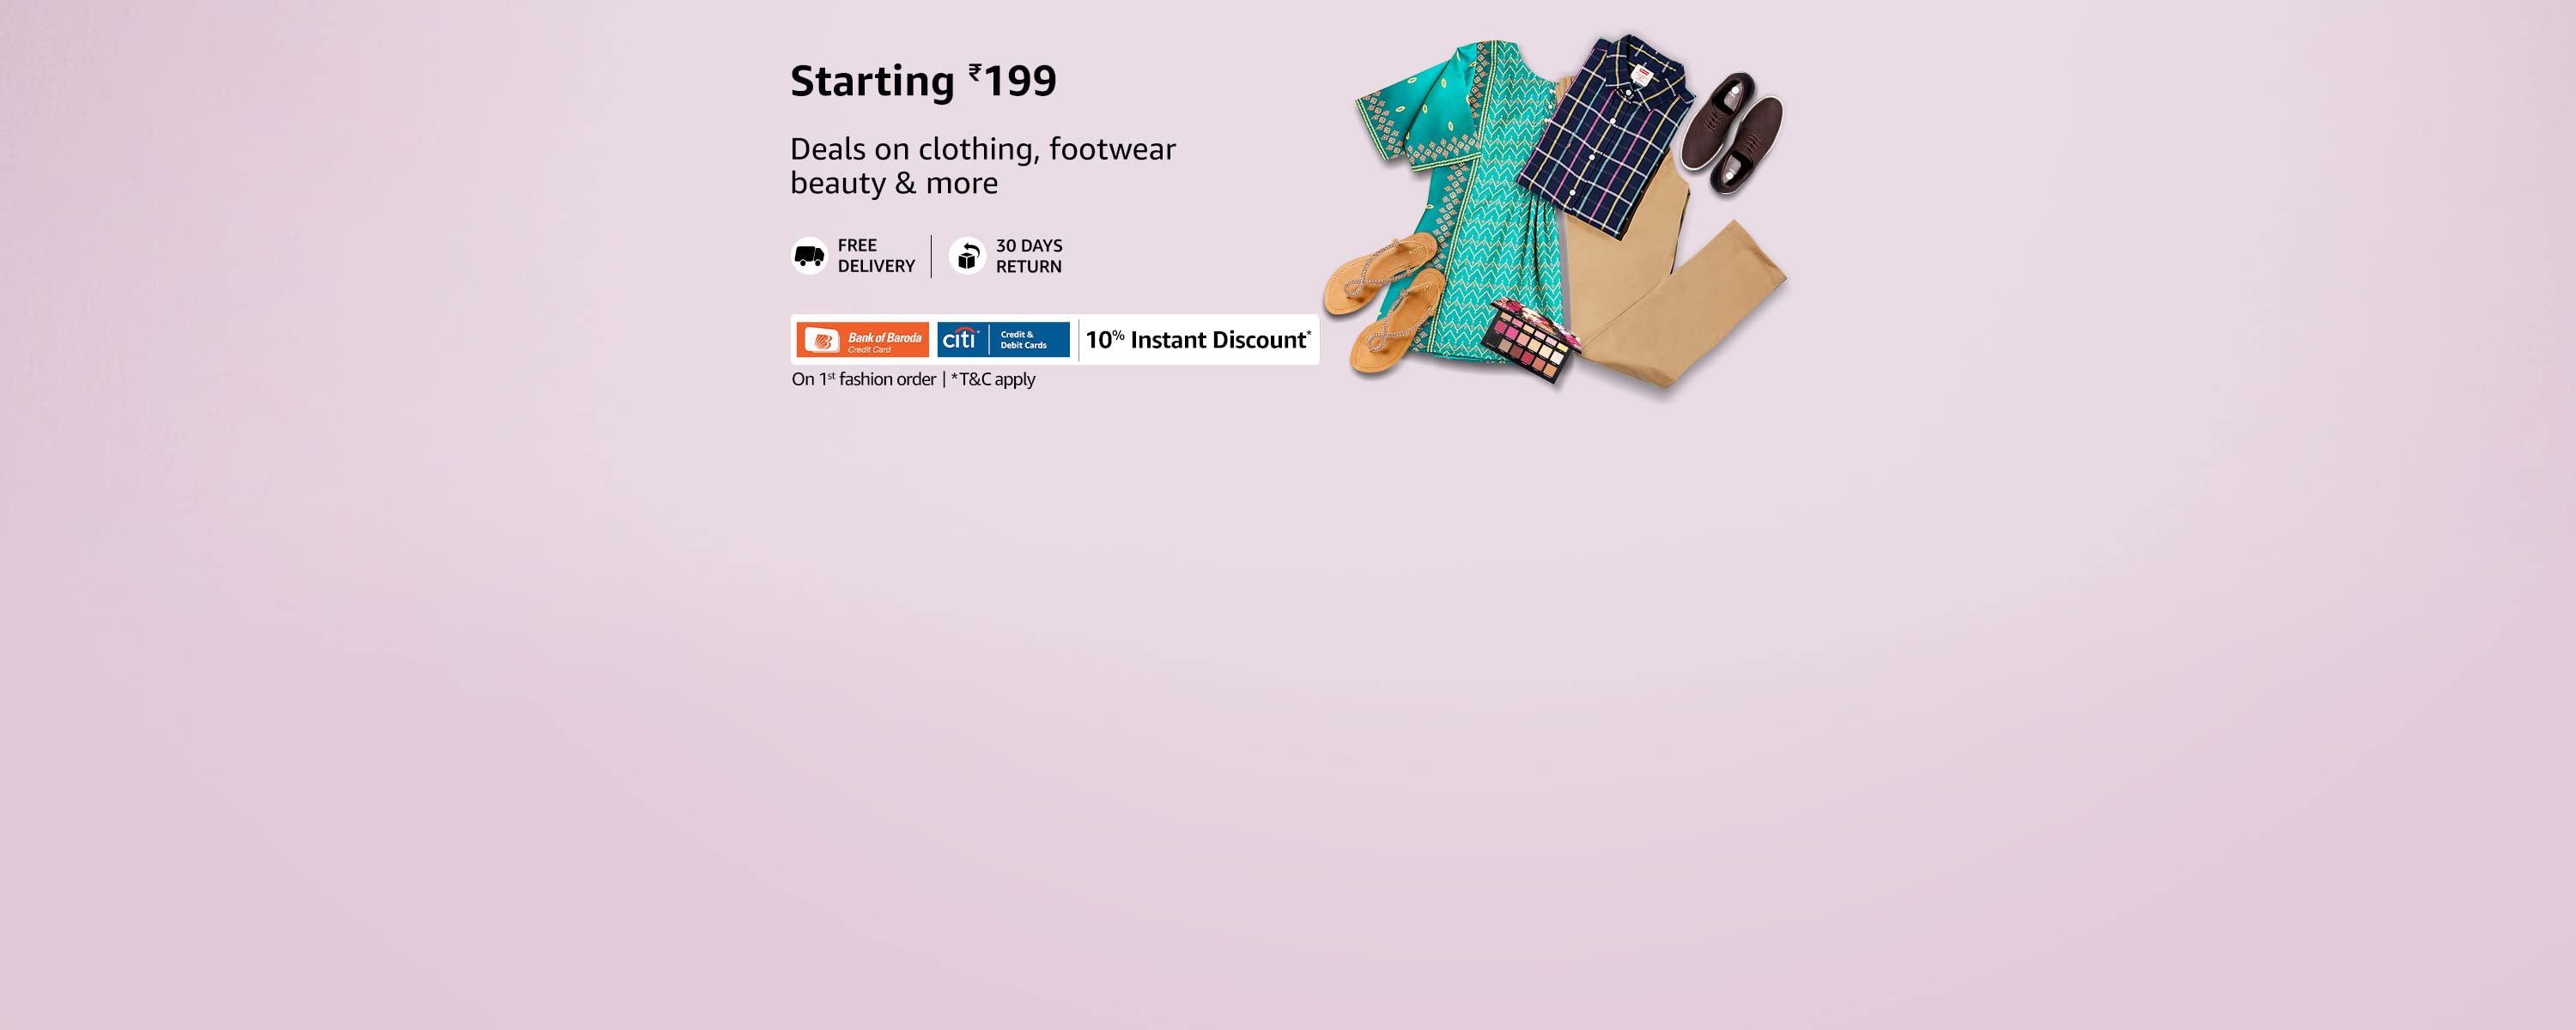 Starting ₹199
Deals on clothing, footwear
beauty & more
FREE
DELIVERY
30 DAYS
RETURN
Bank of Baroda
Credit Card
citi
Credit &
Debit Cards
10% Instant Discount*
On 1st fashion order | *T&C apply